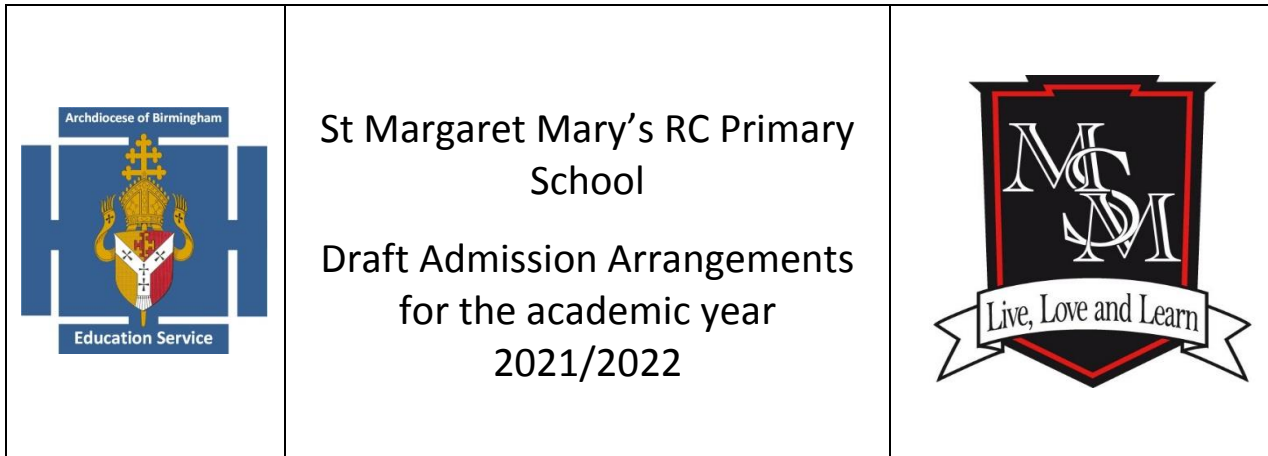 Archdiocese of Birmingham
Education Service
St Margaret Mary’s RC Primary
School
Draft Admission Arrangements
for the academic year
2021/2022
MSM
Live, Love and Learn